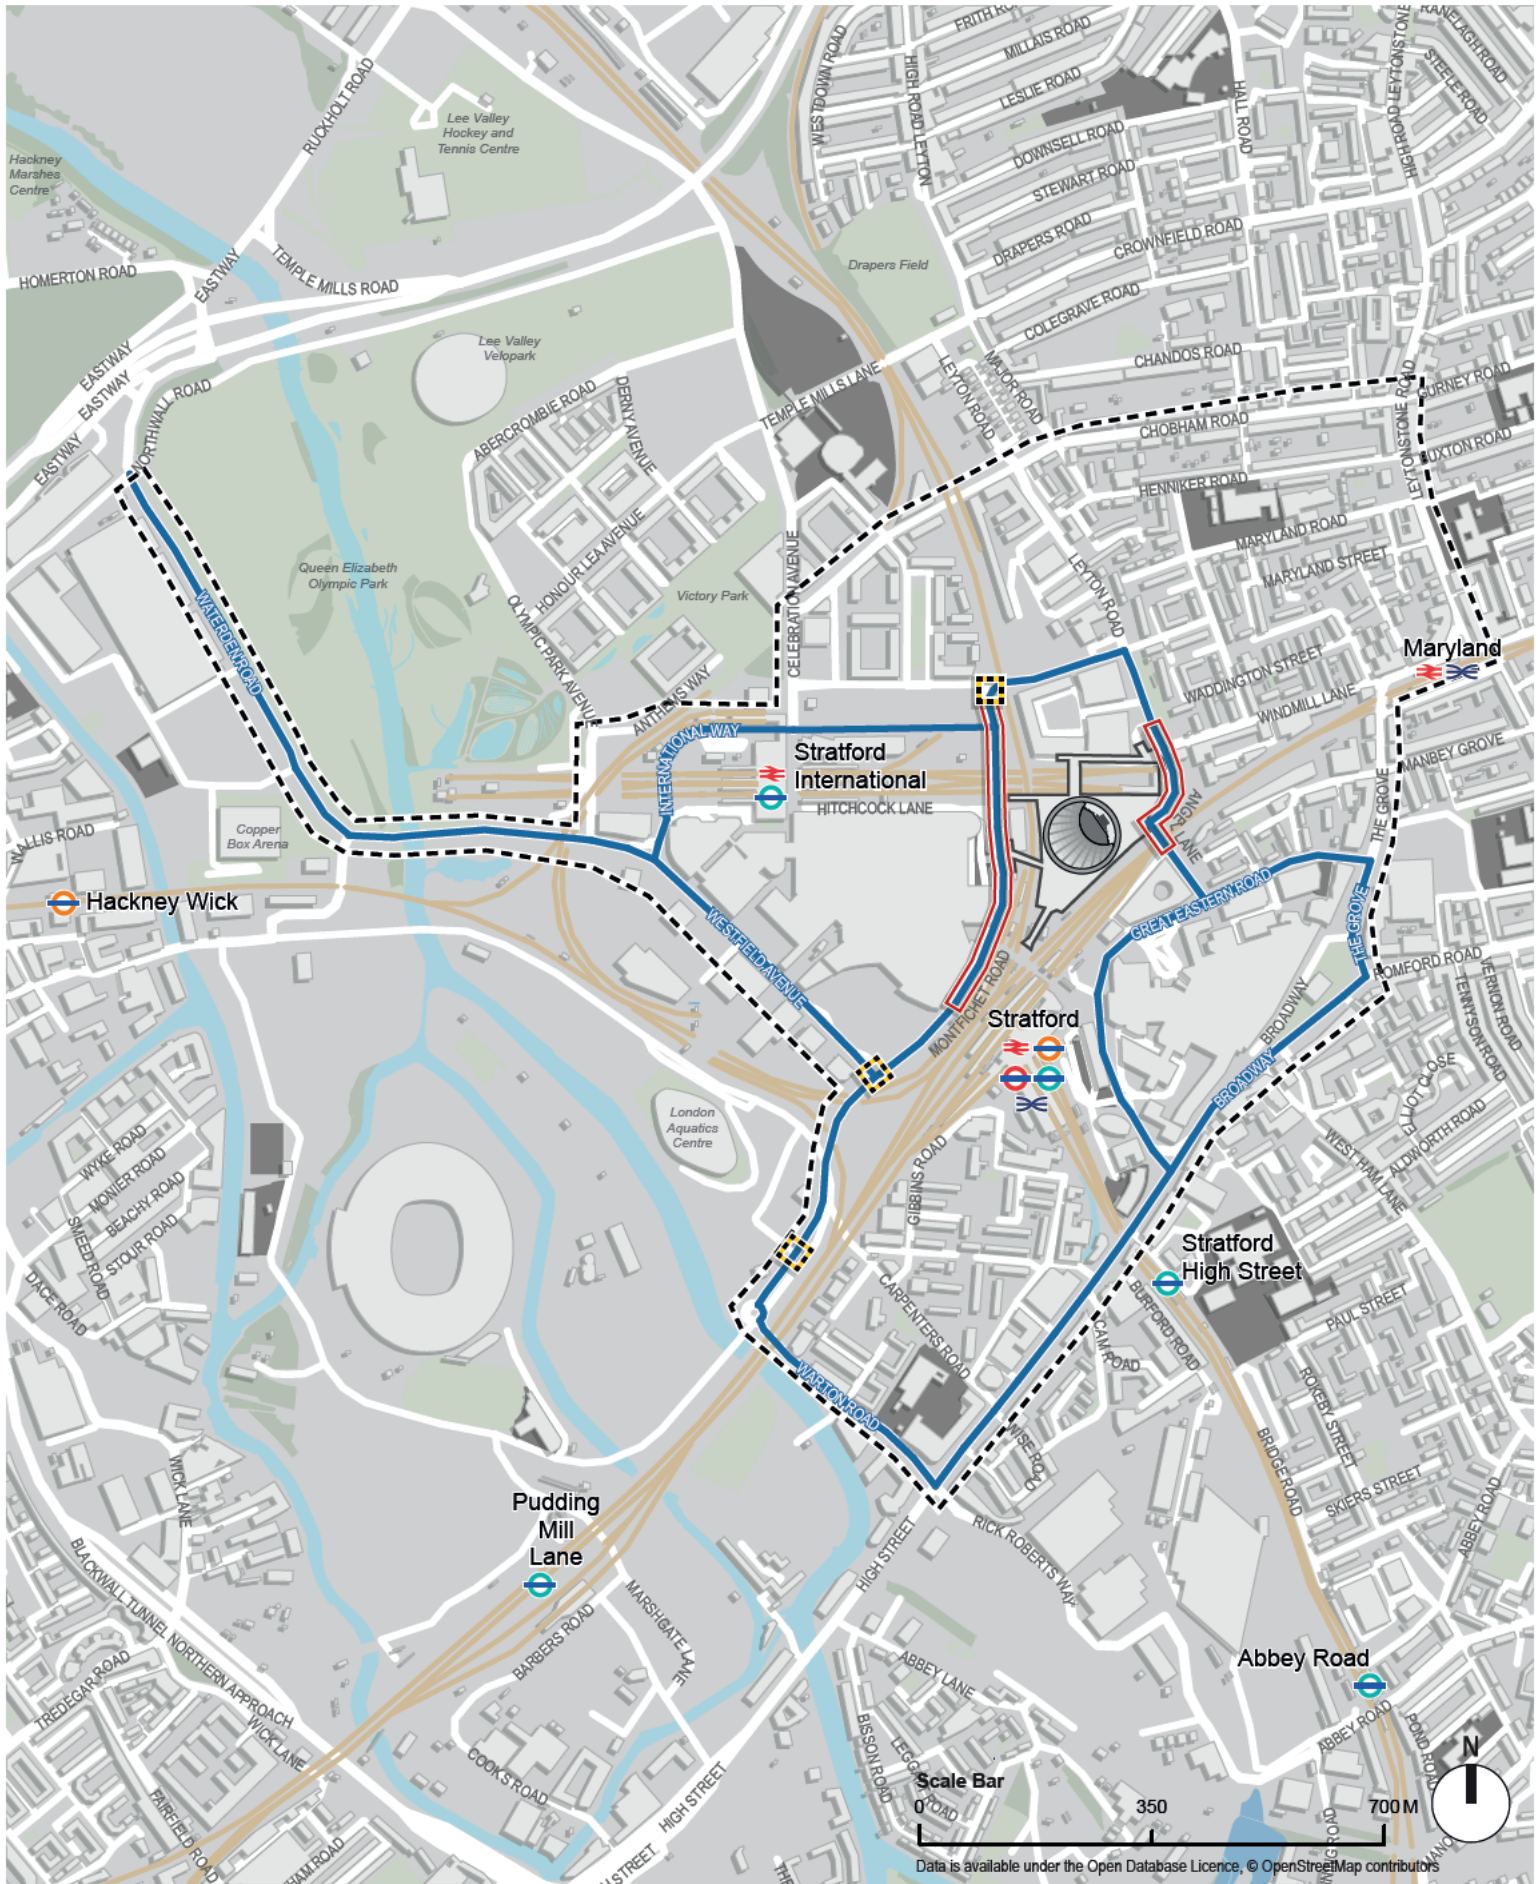 FRITH
MILLAIS ROAD
LESLIE ROAD
DOWNSELL ROAD
STEWART ROAD
DRAPERS ROAD
CROWNFIELD ROAD
COLEGRAVE ROAD
CHANDOS ROAD
WESTDOWN ROAD
HIGH ROAD LEYTON
HALL ROAD
HIGH ROAD LEYTONSTONE
RANELAGH ROAD
STEELE ROAD
RUCKHOLT ROAD
Lee Valley
Hockey and
Tennis Centre
Hackney
Marshes
Centre
HOMERTON ROAD
EASTWAY
TEMPLE MILLS ROAD
Drapers Field
Lee Valley
Velopark
EASTWAY
EASTWAY
EASTWAY
NORTHWALL ROAD
ABERCROMBIE ROAD
DERNY AVENUE
TEMPLE MILLS LANE
LEYTON ROAD
MAJOR ROAD
CHOBHAM ROAD
LEYTONSTONE ROAD
GURNEY ROAD
BUXTON ROAD
HENNIKER ROAD
MARYLAND ROAD
MARYLAND STREET
LEYTON ROAD
Queen Elizabeth
Olympic Park
HONOUR LEA AVENUE
OLYMPIC PARK AVENUE
Victory Park
CELEBRATION AVENUE
ANTHEMS WAY
WATERDEN ROAD
WADDINGTON STREET
WINDMILL LANE
Maryland
MANBEY GROVE
THE GROVE
INTERNATIONAL WAY
Stratford
International
HITCHCOCK LANE
ANGEL LANE
WALLIS ROAD
Copper
Box Arena
Hackney Wick
WESTFIELD AVENUE
GREAT EASTERN ROAD
THE GROVE
ROMFORD ROAD
VERNON ROAD
TENNYSON ROAD
MONTFICHET ROAD
Stratford
BROADWAY
BROADWAY
ELLIOT CLOSE
ALDWORTH ROAD
WEST HAM LANE
London
Aquatics
Centre
GIBBINS ROAD
WYKE ROAD
MONIER ROAD
BEACHY ROAD
STOUR ROAD
SMEED ROAD
DACE ROAD
Stratford
High Street
CARPENTERS ROAD
BURFORD ROAD
CAM ROAD
PAUL STREET
ROKEBY STREET
WARTON ROAD
WISE ROAD
BRIDGE ROAD
SKIERS STREET
ABBEY ROAD
WICK LANE
Pudding
Mill
Lane
HIGH STREET
RICK ROBERTS WAY
BLACKWALL TUNNEL NORTHERN APPROACH
MARSHGATE LANE
BARBERS ROAD
ABBEY LANE
Abbey Road
ABBEY ROAD
POND ROAD
TREDEGAR ROAD
WICK LANE
COOKS ROAD
HIGH STREET
BISSON ROAD
LEGG
ROAD
FAIRFIELD ROAD
N
Scale Bar
0 350 700 M
Data is available under the Open Database Licence, © OpenStreetMap contributors